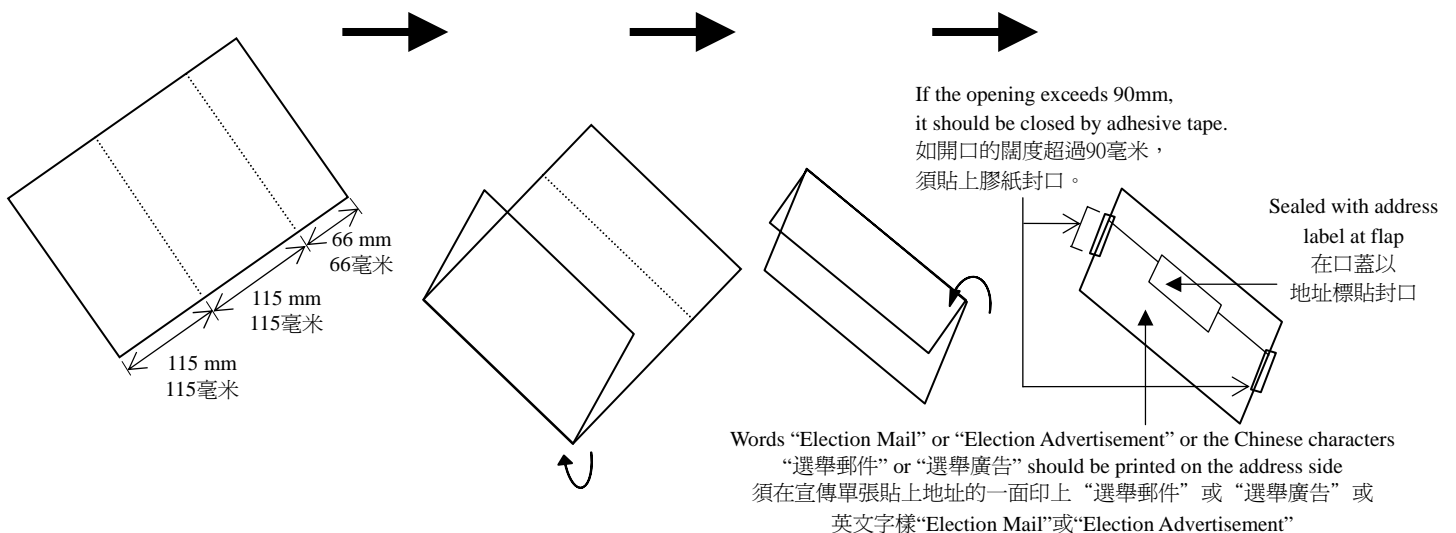 If the opening exceeds 90mm,
it should be closed by adhesive tape.
如開口的闊度超過90毫米，
須貼上膠紙封口。
Sealed with address
label at flap
在口蓋以
地址標貼封口
66 mm
66毫米
115 mm
115毫米
115 mm
115毫米
Words “Election Mail” or “Election Advertisement” or the Chinese characters
“選舉郵件” or “選舉廣告” should be printed on the address side
須在宣傳單張貼上地址的一面印上“選舉郵件”或“選舉廣告”或
英文字樣“Election Mail”或“Election Advertisement”